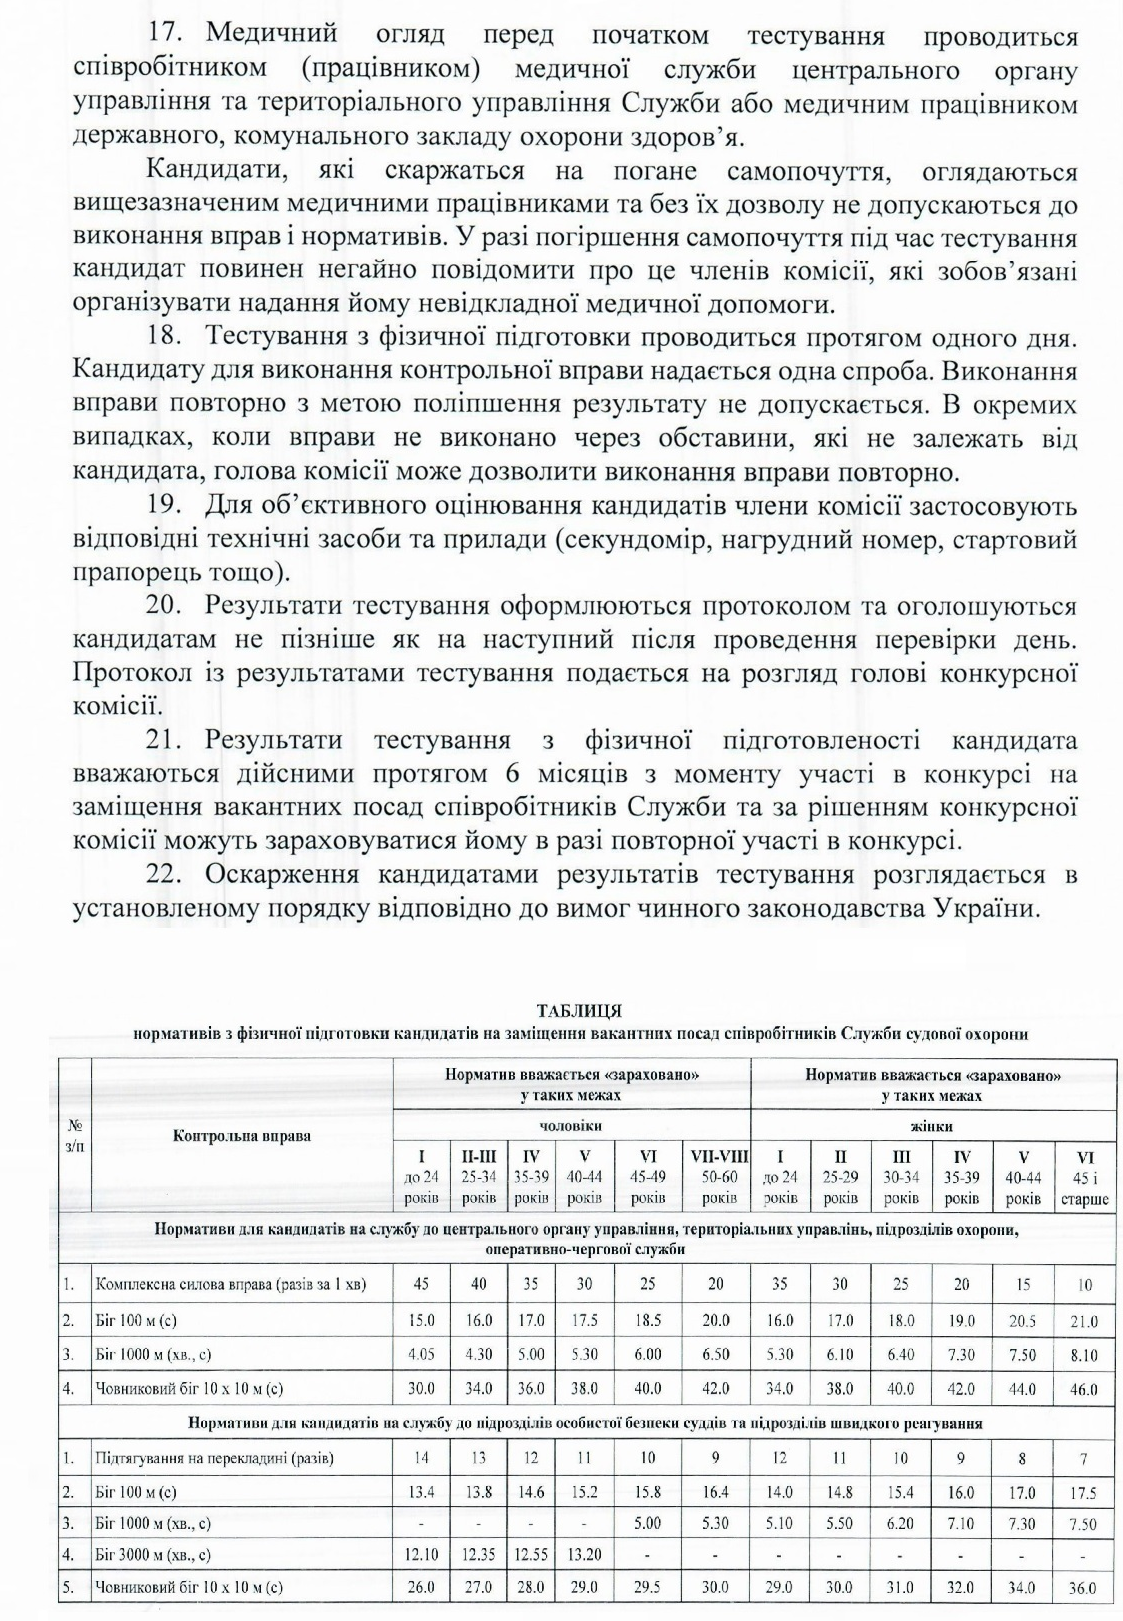 17. Медичний огляд перед початком тестування проводиться
співробітником (працівником) медичної служби центрального органу
управління та територіального управління Служби або медичним працівником
державного, комунального закладу охорони здоров’я.
Кандидати, які скаржаться на погане самопочуття, оглядаються
вищезазначеним медичними працівниками та без їх дозволу не допускаються до
виконання вправ і нормативів. У разі погіршення самопочуття під час тестування
кандидат повинен негайно повідомити про це членів комісії, які зобов’язані
організувати надання йому невідкладної медичної допомоги.
18. Тестування з фізичної підготовки проводиться протягом одного дня.
Кандидату для виконання контрольної вправи надається одна спроба. Виконання
вправи повторно з метою поліпшення результату не допускається. В окремих
випадках, коли вправи не виконано через обставини, які не залежать від
кандидата, голова комісії може дозволити виконання вправи повторно.
19. Для об’єктивного оцінювання кандидатів члени комісії застосовують
відповідні технічні засоби та прилади (секундомір, нагрудний номер, стартовий
прапорець тощо).
20. Результати тестування оформлюються протоколом та оголошуються
кандидатам не пізніше як на наступний після проведення перевірки день.
Протокол із результатами тестування подається на розгляд голові конкурсної
комісії.
21. Результати тестування з фізичної підготовленості кандидата
вважаються дійсними протягом 6 місяців з моменту участі в конкурсі на
заміщення вакантних посад співробітників Служби та за рішенням конкурсної
комісії можуть зараховуватися йому в разі повторної участі в конкурсі.
22. Оскарження кандидатами результатів тестування розглядається в
установленому порядку відповідно до вимог чинного законодавства України.
ТАБЛИЦЯ
нормативів з фізичної підготовки кандидатів на заміщення вакантних посад співробітників Служби судової охорони
№ з/п Контрольна вправа
Норматив вважається «зараховано» у таких межах Норматив вважається «зараховано» у таких межах
чоловіки жінки
I II-III IV V VI VII-VIII I II III IV V VI
до 24 25-34 35-39 40-44 45-49 50-60 до 24 25-29 30-34 35-39 40-44 45 і
років років років років років років років років років років років старше
Нормативи для кандидатів на службу до центрального органу управління, територіальних управлінь, підрозділів охорони,
оперативно-чергової служби
1. Комплексна силова вправа (разів за 1 хв) 45 40 35 30 25 20 35 30 25 20 15 10
2. Біг 100 м (с) 15.0 16.0 17.0 17.5 18.5 20.0 16.0 17.0 18.0 19.0 20.5 21.0
3. Біг 1000 м (хв., с) 4.05 4.30 5.00 5.30 6.00 6.50 5.30 6.10 6.40 7.30 7.50 8.10
4. Човниковий біг 10 х 10 м (с) 30.0 34.0 36.0 38.0 40.0 42.0 34.0 38.0 40.0 42.0 44.0 46.0
Нормативи для кандидатів на службу до підрозділів особистої безпеки суддів та підрозділів швидкого реагування
1. Підтягування на перекладині (разів) 14 13 12 11 10 9 12 11 10 9 8 7
2. Біг 100 м (с) 13.4 13.8 14.6 15.2 15.8 16.4 14.0 14.8 15.4 16.0 17.0 17.5
3. Біг 1000 м (хв., с) - - - - 5.00 5.30 5.10 5.50 6.20 7.10 7.30 7.50
4. Біг 3000 м (хв., с) 12.10 12.35 12.55 13.20 - - - - - - - -
5. Човниковий біг 10 х 10 м (с) 26.0 27.0 28.0 29.0 29.5 30.0 29.0 30.0 31.0 32.0 34.0 36.0